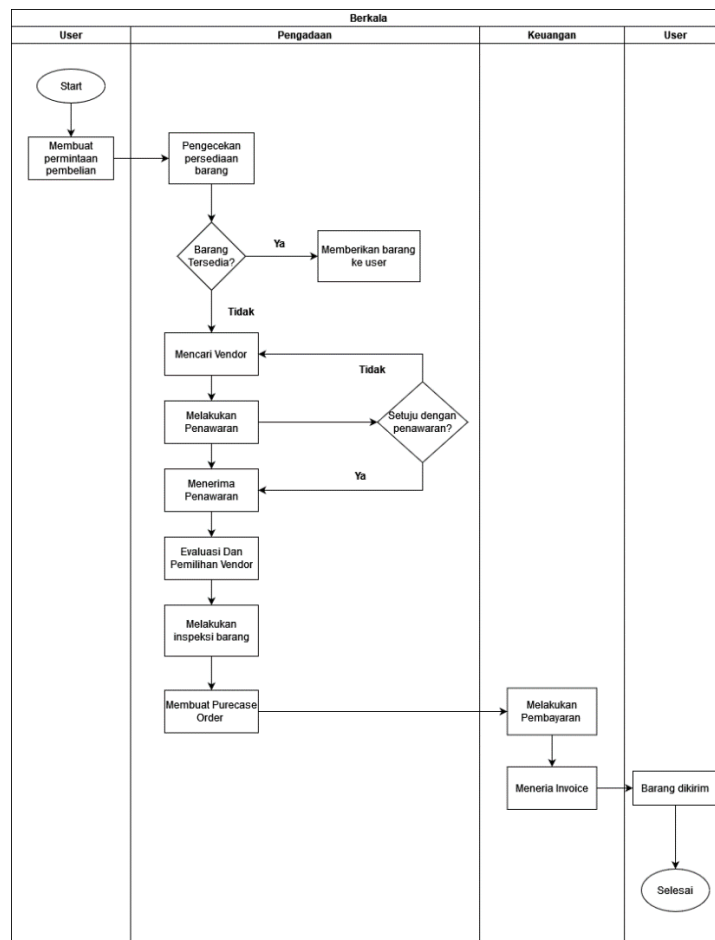 Berkala
User
Pengadaan
Keuangan
User
Start
Membuat
permintaan
pembelian
Pengecekan
persediaan
barang
Barang
Tersedia?
Ya
Memberikan barang
ke user
Tidak
Mencari Vendor
Tidak
Melakukan
Penawaran
Setuju dengan
penawaran?
Menerima
Penawaran
Ya
Evaluasi Dan
Pemilihan Vendor
Melakukan
inspeksi barang
Membuat Purecase
Order
Melakukan
Pembayaran
Meneria Invoice
Barang dikirim
Selesai